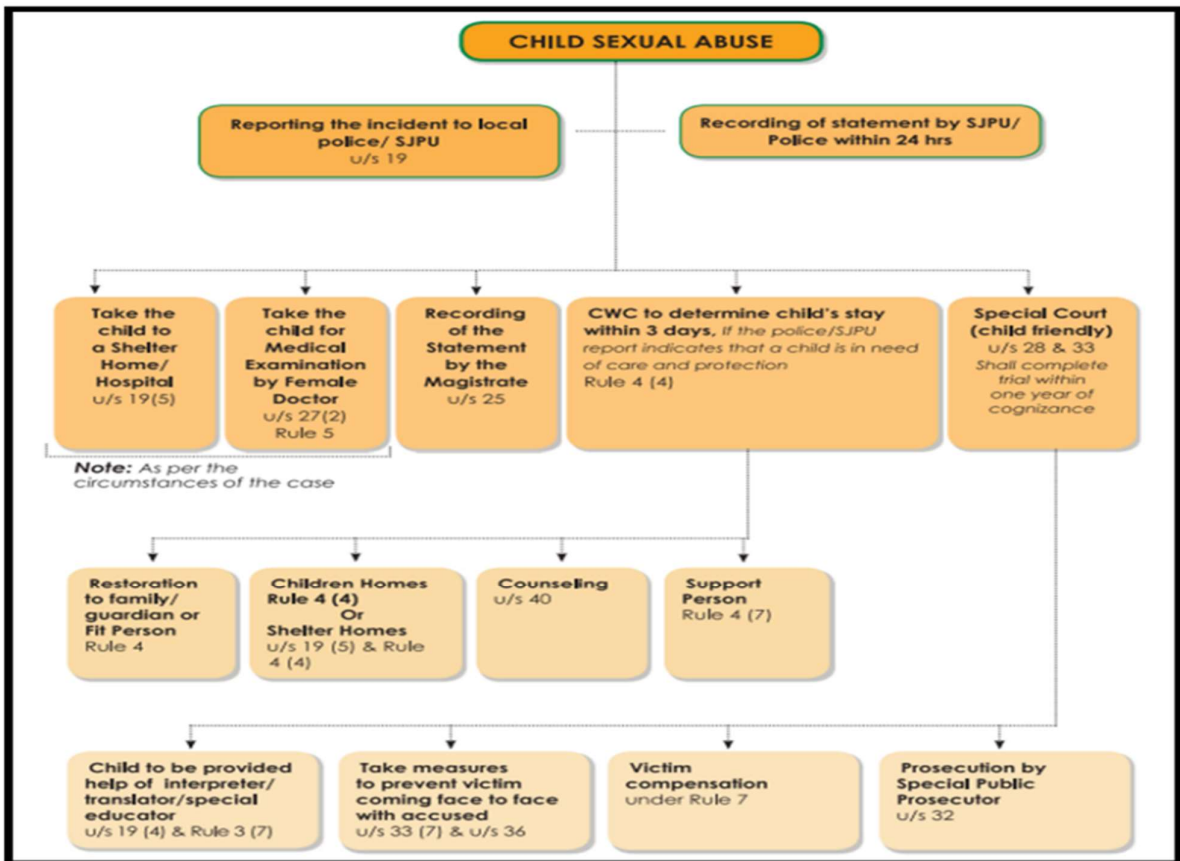 CHILD SEXUAL ABUSE
Reporting the incident to local
police/ SJPU
u/s 19
Recording of statement by SJPU/
Police within 24 hrs
Take the
child to
a Shelter
Home/
Hospital
u/s 19(5)
Take the
child for
Medical
Examination
by Female
Doctor
u/s 27(2)
Rule 5
Recording
of the
Statement
by the
Magistrate
u/s 25
CWC to determine child's stay
within 3 days, If the police/SJPU
report indicates that a child is in need
of care and protection
Rule 4 (4)
Special Court
(child friendly)
u/s 28 & 33
Shall complete
trial within
one year of
cognizance
Note: As per the
circumstances of the case
Restoration
to family/
guardian or
Fit Person
Rule 4
Children Homes
Rule 4 (4)
Or
Shelter Homes
u/s 19 (5) & Rule
4 (4)
Counseling
u/s 40
Support
Person
Rule 4 (7)
Child to be provided
help of interpreter/
translator/special
educator
u/s 19 (4) & Rule 3 (7)
Take measures
to prevent victim
coming face to face
with accused
u/s 33 (7) & u/s 36
Victim
compensation
under Rule 7
Prosecution by
Special Public
Prosecutor
u/s 32